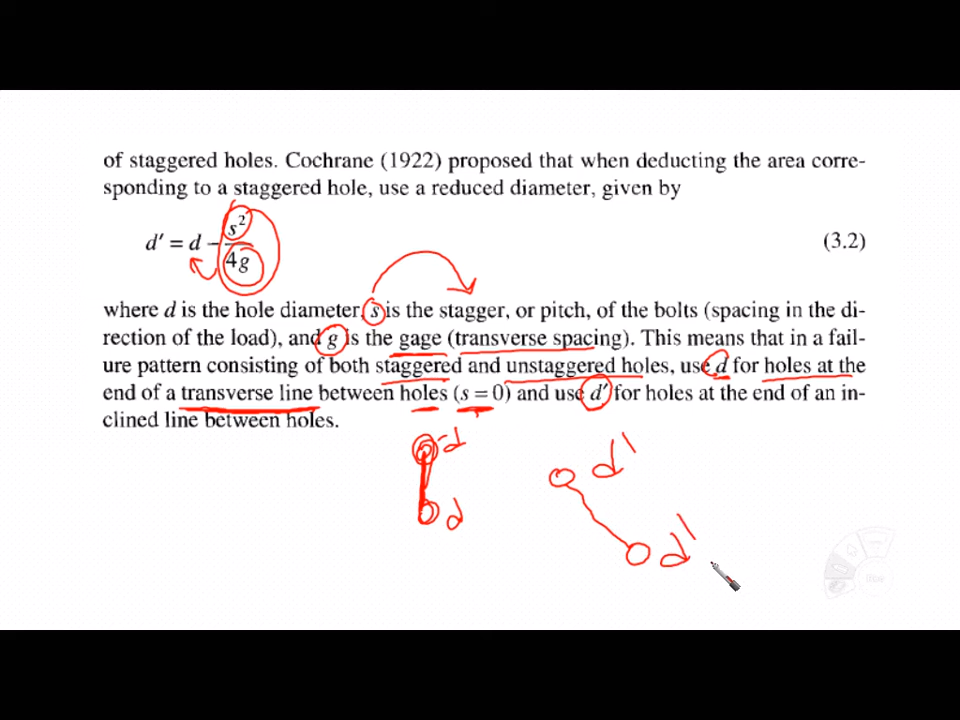 of staggered holes. Cochrane (1922) proposed that when deducting the area corre-
sponding to a staggered hole, use a reduced diameter, given by
d′ = d − s²/4g (3.2)
where d is the hole diameter, s is the stagger, or pitch, of the bolts (spacing in the di-
rection of the load), and g is the gage (transverse spacing). This means that in a fail-
ure pattern consisting of both staggered and unstaggered holes, use d for holes at the
end of a transverse line between holes (s = 0) and use d′ for holes at the end of an in-
clined line between holes.
d
d′
d
d′